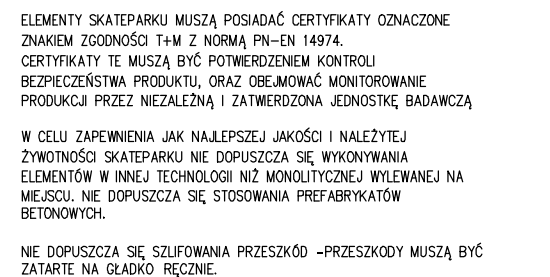 ELEMENTY SKATEPARKU MUSZĄ POSIADAĆ CERTYFIKATY OZNACZONE
ZNAKIEM ZGODNOŚCI T+M Z NORMĄ PN-EN 14974.
CERTYFIKATY TE MUSZĄ BYĆ POTWIERDZENIEM KONTROLI
BEZPIECZEŃSTWA PRODUKTU, ORAZ OBEJMOWAĆ MONITOROWANIE
PRODUKCJI PRZEZ NIEZALEŻNĄ I ZATWIERDZONA JEDNOSTKĘ BADAWCZĄ
W CELU ZAPEWNIENIA JAK NAJLEPSZEJ JAKOŚCI I NALEŻYTEJ
ŻYWOTNOŚCI SKATEPARKU NIE DOPUSZCZA SIĘ WYKONYWANIA
ELEMENTÓW W INNEJ TECHNOLOGII NIŻ MONOLITYCZNEJ WYLEWANEJ NA
MIEJSCU. NIE DOPUSZCZA SIĘ STOSOWANIA PREFABRYKATÓW
BETONOWYCH.
NIE DOPUSZCZA SIĘ SZLIFOWANIA PRZESZKÓD -PRZESZKODY MUSZĄ BYĆ
ZATARTE NA GŁADKO RĘCZNIE.